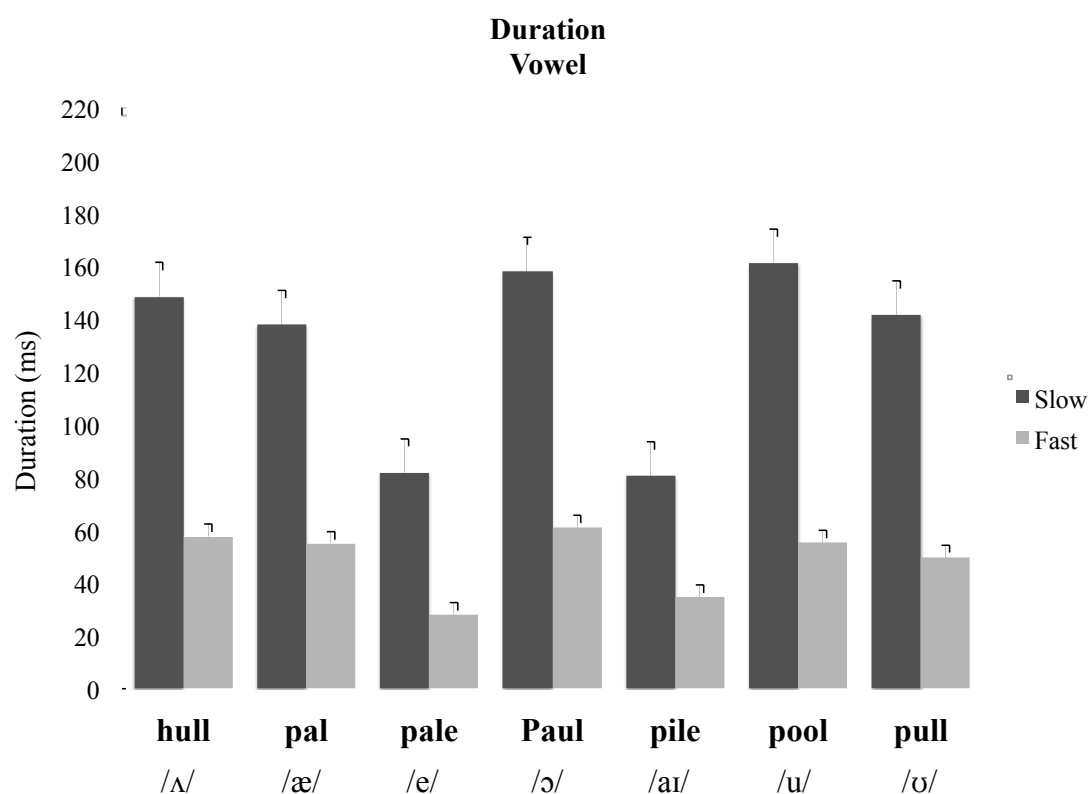 Duration
Vowel
220
200
180
160
140
120
100
80
60
40
20
0
Duration (ms)
Slow
Fast
hull pal pale Paul pile pool pull
/ʌ/ /æ/ /e/ /ɔ/ /aɪ/ /u/ /ʊ/